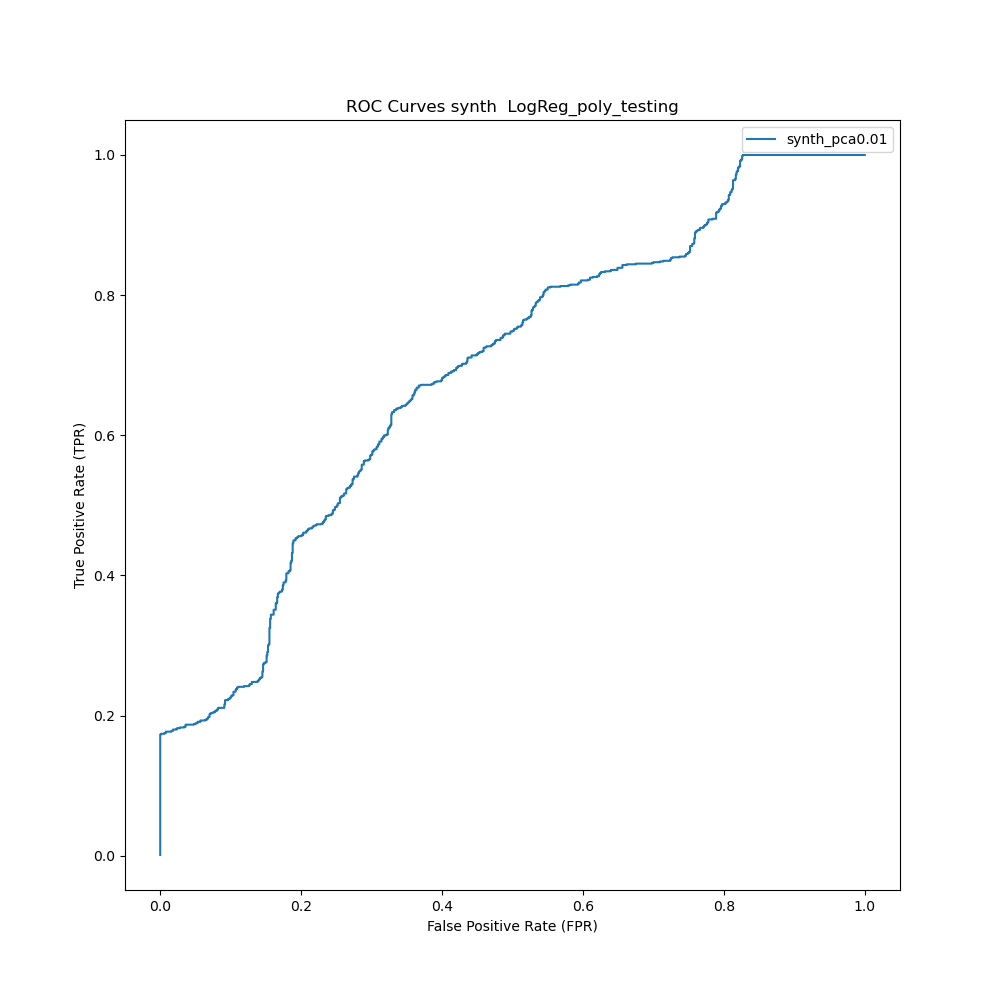 ROC Curves synth  LogReg_poly_testing
synth_pca0.01
1.0
0.8
0.6
0.4
0.2
0.0
True Positive Rate (TPR)
0.0 0.2 0.4 0.6 0.8 1.0
False Positive Rate (FPR)